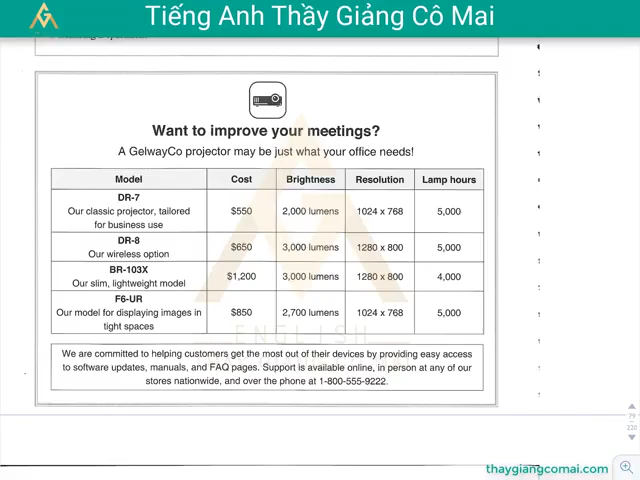 Tiếng Anh Thầy Giảng Cô Mai
Want to improve your meetings?
A GelwayCo projector may be just what your office needs!
Model Cost Brightness Resolution Lamp hours
DR-7
Our classic projector, tailored
for business use
$550 2,000 lumens 1024 x 768 5,000
DR-8
Our wireless option
$650 3,000 lumens 1280 x 800 5,000
BR-103X
Our slim, lightweight model
$1,200 3,000 lumens 1280 x 800 4,000
F6-UR
Our model for displaying images in
tight spaces
$850 2,700 lumens 1024 x 768 5,000
ENGLISH
We are committed to helping customers get the most out of their devices by providing easy access
to software updates, manuals, and FAQ pages. Support is available online, in person at any of our
stores nationwide, and over the phone at 1-800-555-9222.
79
220
thaygiangcomai.com